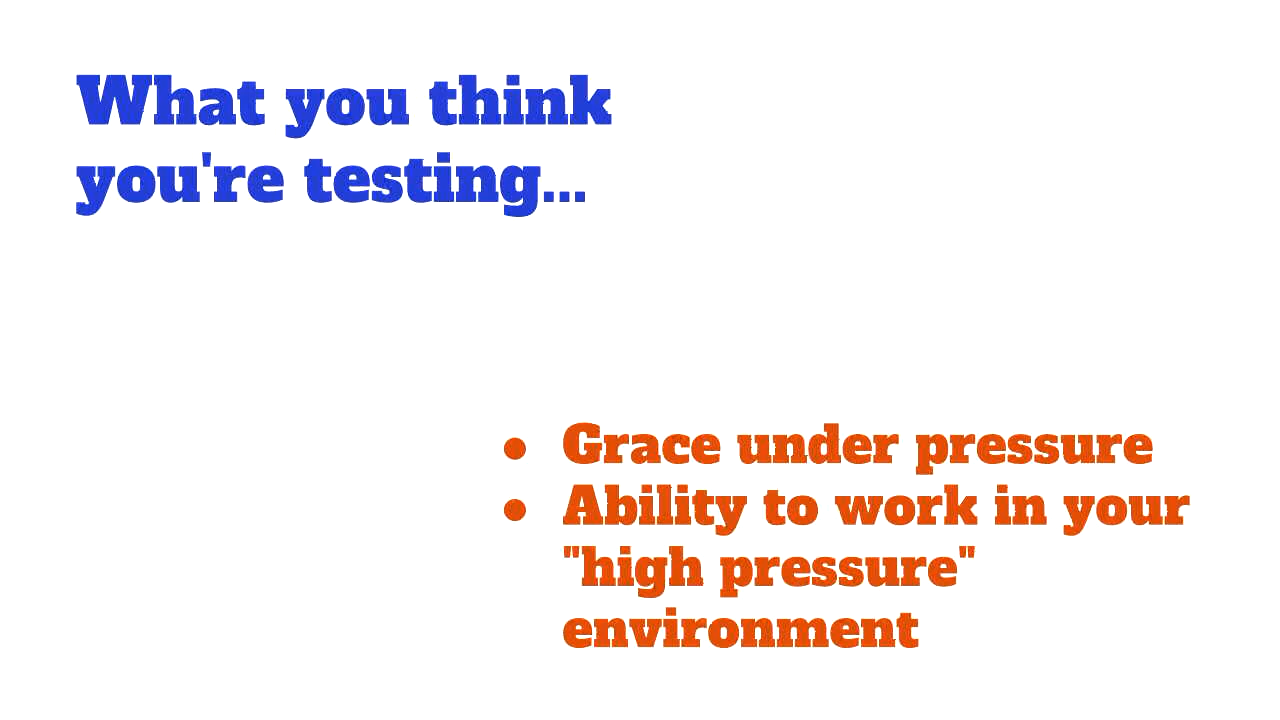 What you think
you're testing...
● Grace under pressure
● Ability to work in your
"high pressure"
environment